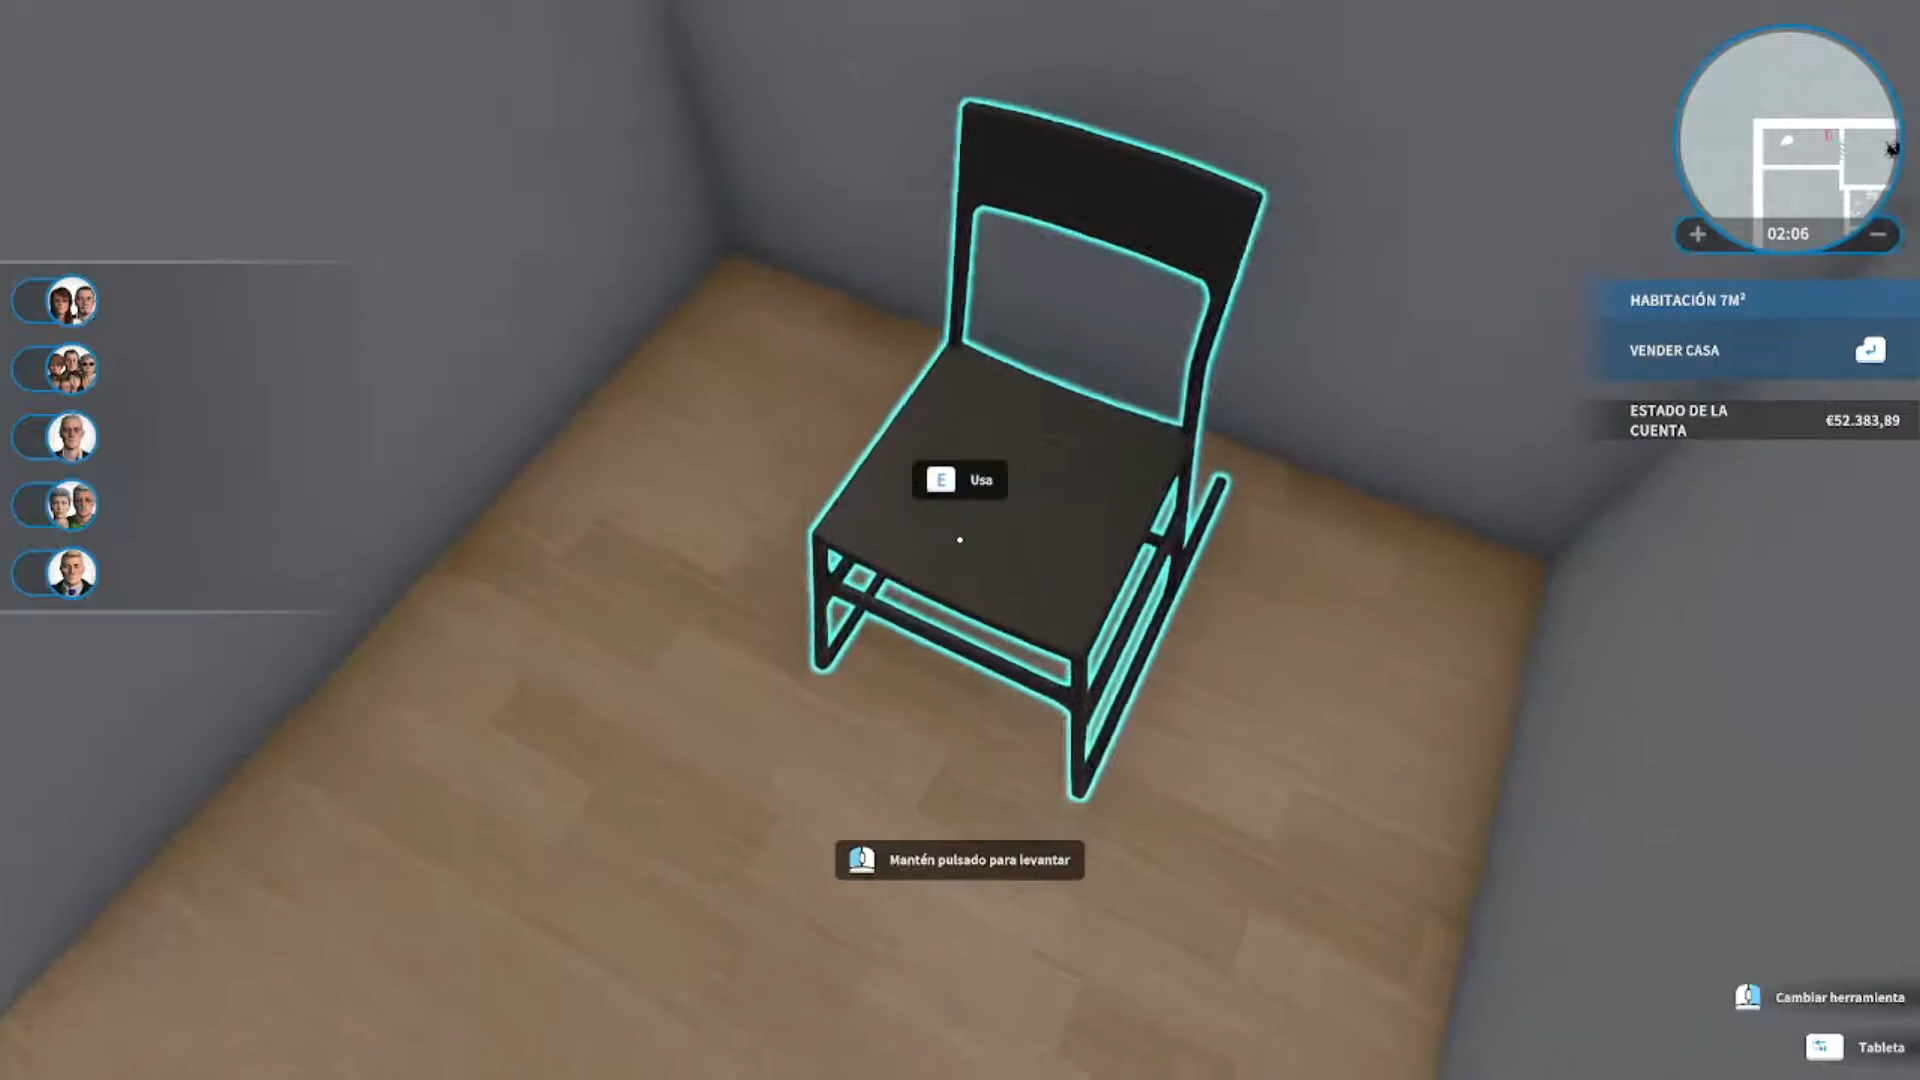 02:06
HABITACIÓN 7M²
VENDER CASA
ESTADO DE LA
CUENTA
€52.383,89
E Usa
Mantén pulsado para levantar
Cambiar herramienta
Tableta